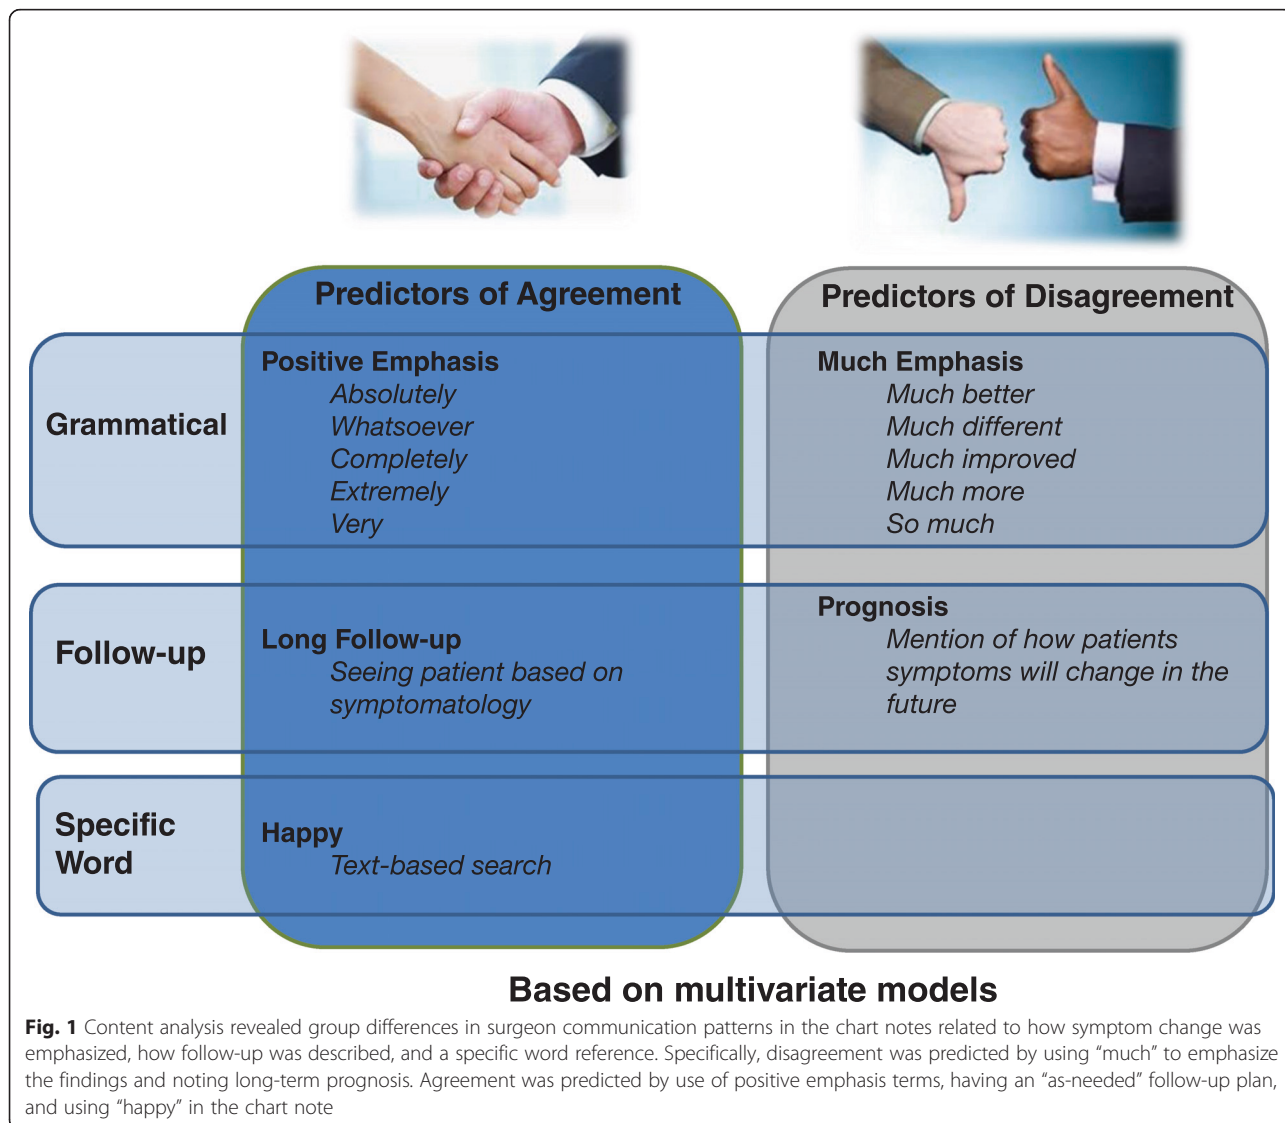 Predictors of Agreement
Predictors of Disagreement
Grammatical
Positive Emphasis
Absolutely
Whatsoever
Completely
Extremely
Very
Much Emphasis
Much better
Much different
Much improved
Much more
So much
Follow-up
Long Follow-up
Seeing patient based on
symptomatology
Prognosis
Mention of how patients
symptoms will change in the
future
Specific
Word
Happy
Text-based search
Based on multivariate models
Fig. 1 Content analysis revealed group differences in surgeon communication patterns in the chart notes related to how symptom change was
emphasized, how follow-up was described, and a specific word reference. Specifically, disagreement was predicted by using “much” to emphasize
the findings and noting long-term prognosis. Agreement was predicted by use of positive emphasis terms, having an “as-needed” follow-up plan,
and using “happy” in the chart note